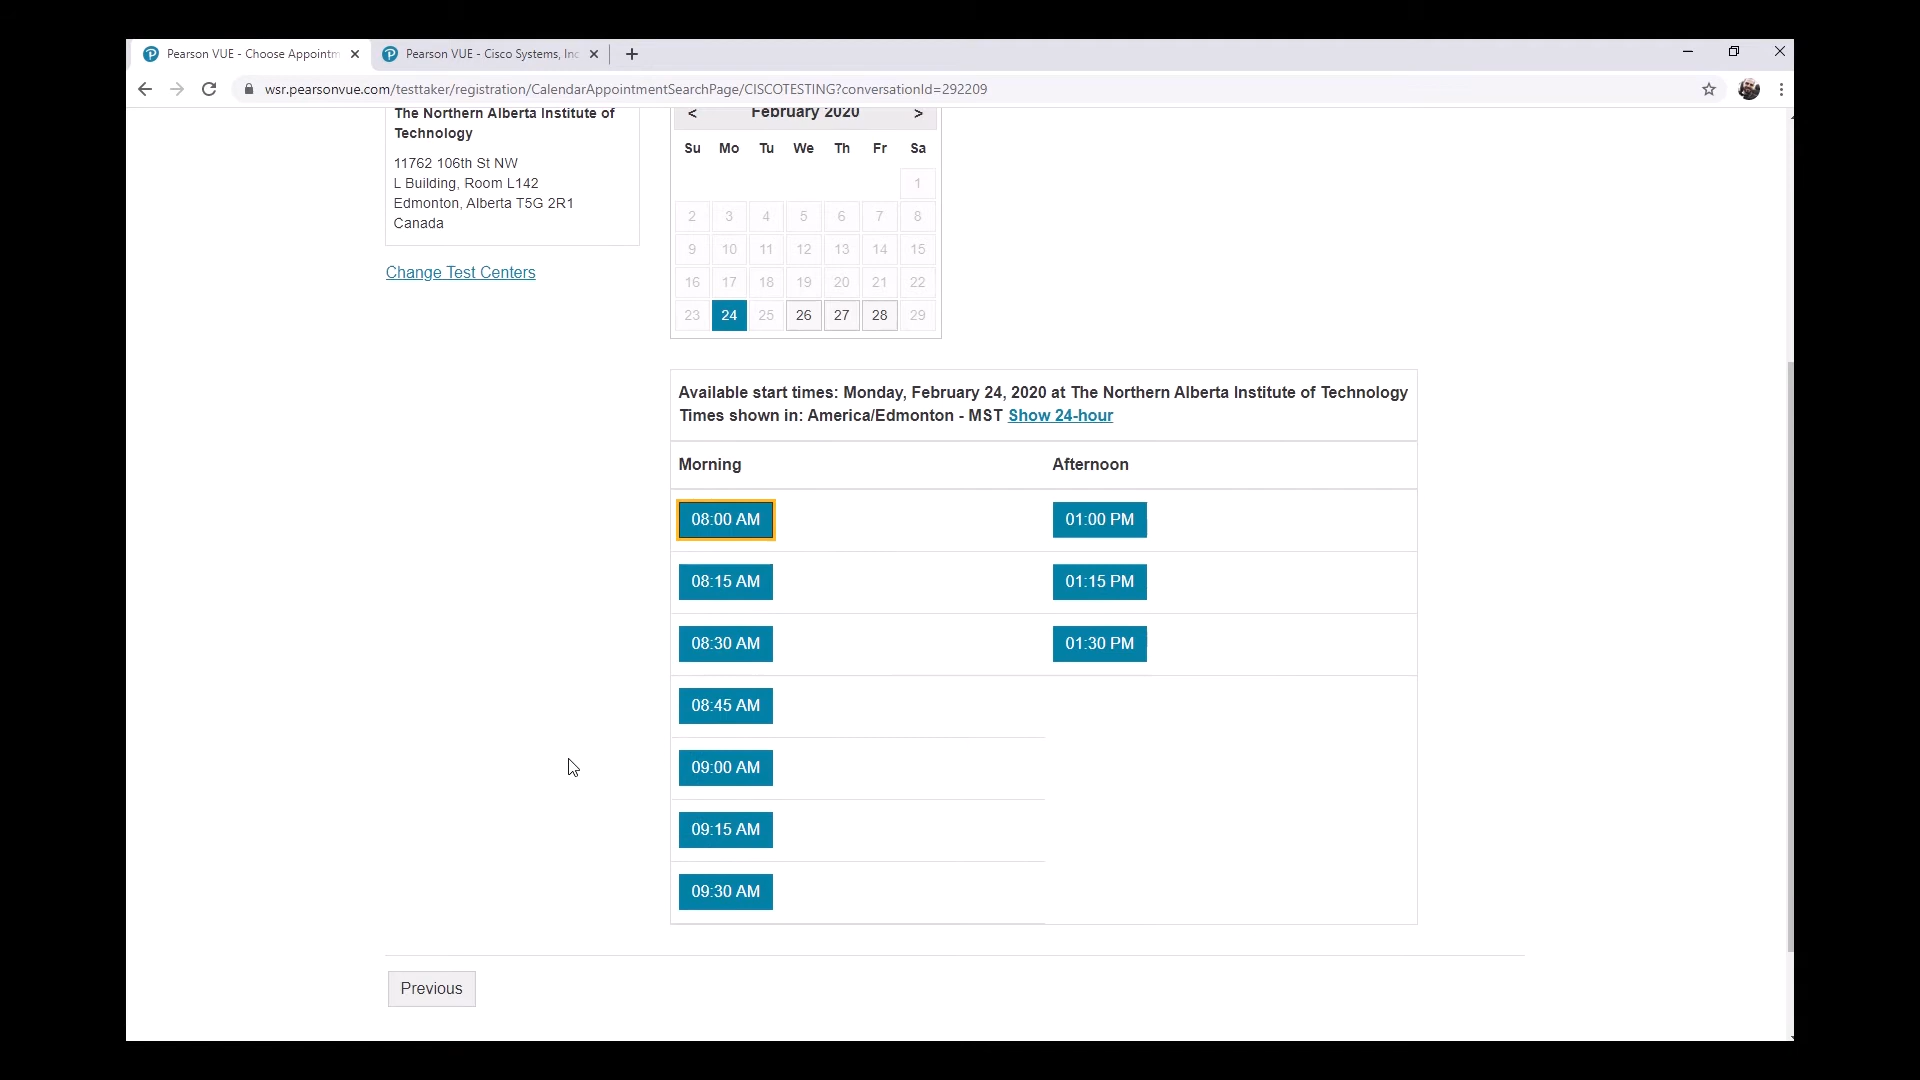 Pearson VUE - Choose Appointm
Pearson VUE - Cisco Systems, Inc
wsr.pearsonvue.com/testtaker/registration/CalendarAppointmentSearchPage/CISCOTESTING?conversationId=292209
The Northern Alberta Institute of
Technology
11762 106th St NW
L Building, Room L142
Edmonton, Alberta T5G 2R1
Canada
Change Test Centers
< February 2020 >
Su Mo Tu We Th Fr Sa
1
2 3 4 5 6 7 8
9 10 11 12 13 14 15
16 17 18 19 20 21 22
23 24 25 26 27 28 29
Available start times: Monday, February 24, 2020 at The Northern Alberta Institute of Technology
Times shown in: America/Edmonton - MST Show 24-hour
Morning Afternoon
08:00 AM 01:00 PM
08:15 AM 01:15 PM
08:30 AM 01:30 PM
08:45 AM
09:00 AM
09:15 AM
09:30 AM
Previous